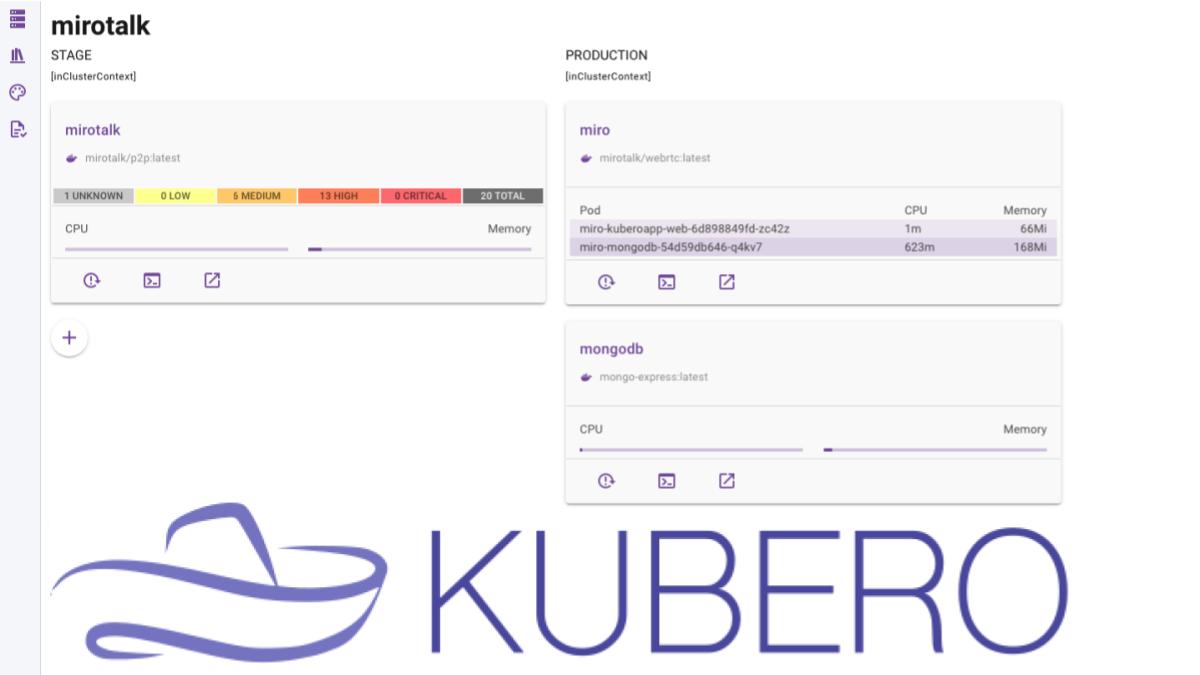 mirotalk
STAGE
[inClusterContext]
mirotalk
mirotalk/p2p:latest
1 UNKNOWN 0 LOW 6 MEDIUM 13 HIGH 0 CRITICAL 20 TOTAL
CPU Memory
PRODUCTION
[inClusterContext]
miro
mirotalk/webrtc:latest
Pod CPU Memory
miro-kuberoapp-web-6d898849fd-zc42z 1m 66Mi
miro-mongodb-54d59db646-q4kv7 623m 168Mi
mongodb
mongo-express:latest
CPU Memory
KUBERO